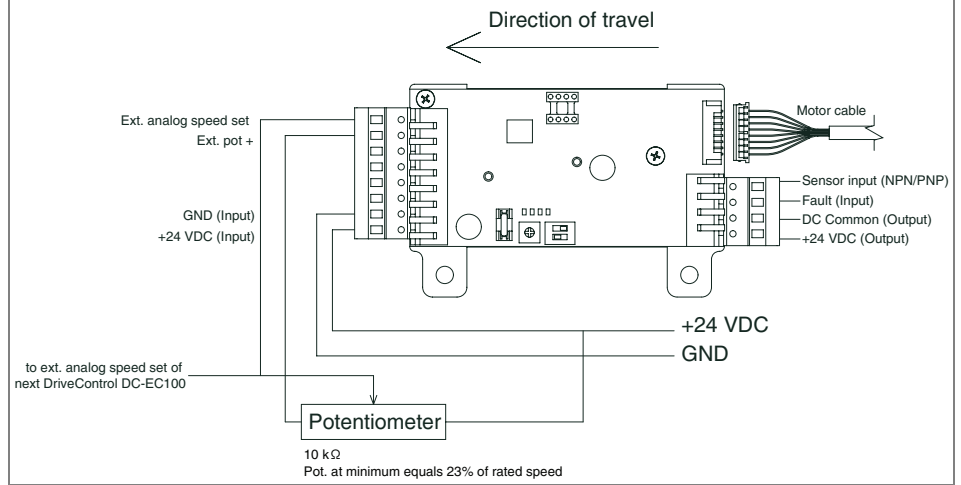 Direction of travel
Ext. analog speed set
Ext. pot +
Motor cable
Sensor input (NPN/PNP)
Fault (Input)
DC Common (Output)
+24 VDC (Output)
GND (Input)
+24 VDC (Input)
+24 VDC
GND
to ext. analog speed set of
next DriveControl DC-EC100
Potentiometer
10 kΩ
Pot. at minimum equals 23% of rated speed